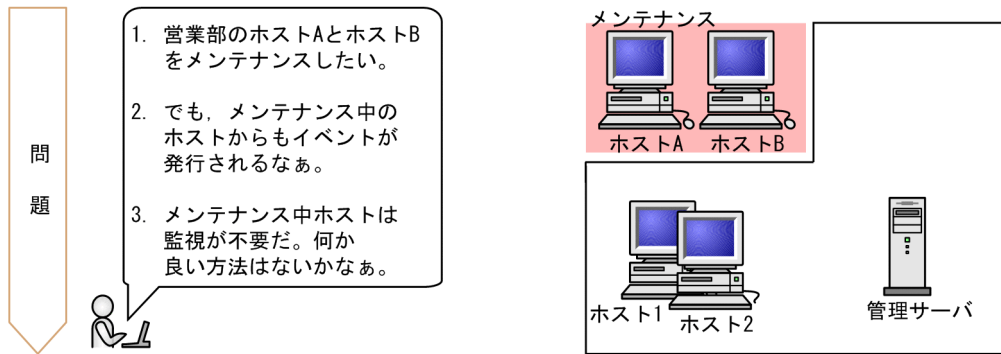 問
題
1. 営業部のホストAとホストB
をメンテナンスしたい。
2. でも,メンテナンス中の
ホストからもイベントが
発行されるなぁ。
3. メンテナンス中ホストは
監視が不要だ。何か
良い方法はないかなぁ。
メンテナンス
ホストA ホストB
ホスト1 ホスト2
管理サーバ